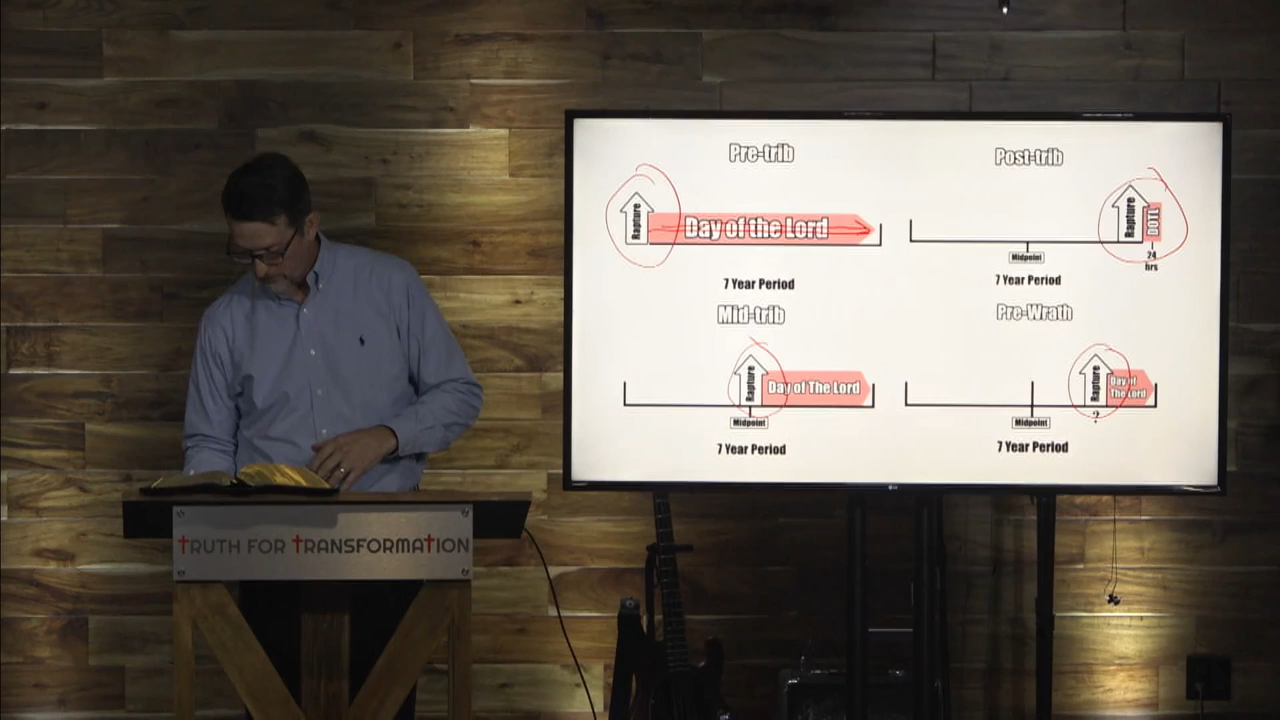 Pre-trib
Rapture
Day of the Lord
7 Year Period
Post-trib
Rapture
DOTL
Midpoint
24
hrs
7 Year Period
Mid-trib
Rapture
Day of The Lord
Midpoint
7 Year Period
Pre-Wrath
Rapture
Day of
The Lord
?
Midpoint
7 Year Period
LG
TRUTH FOR TRANSFORMATION